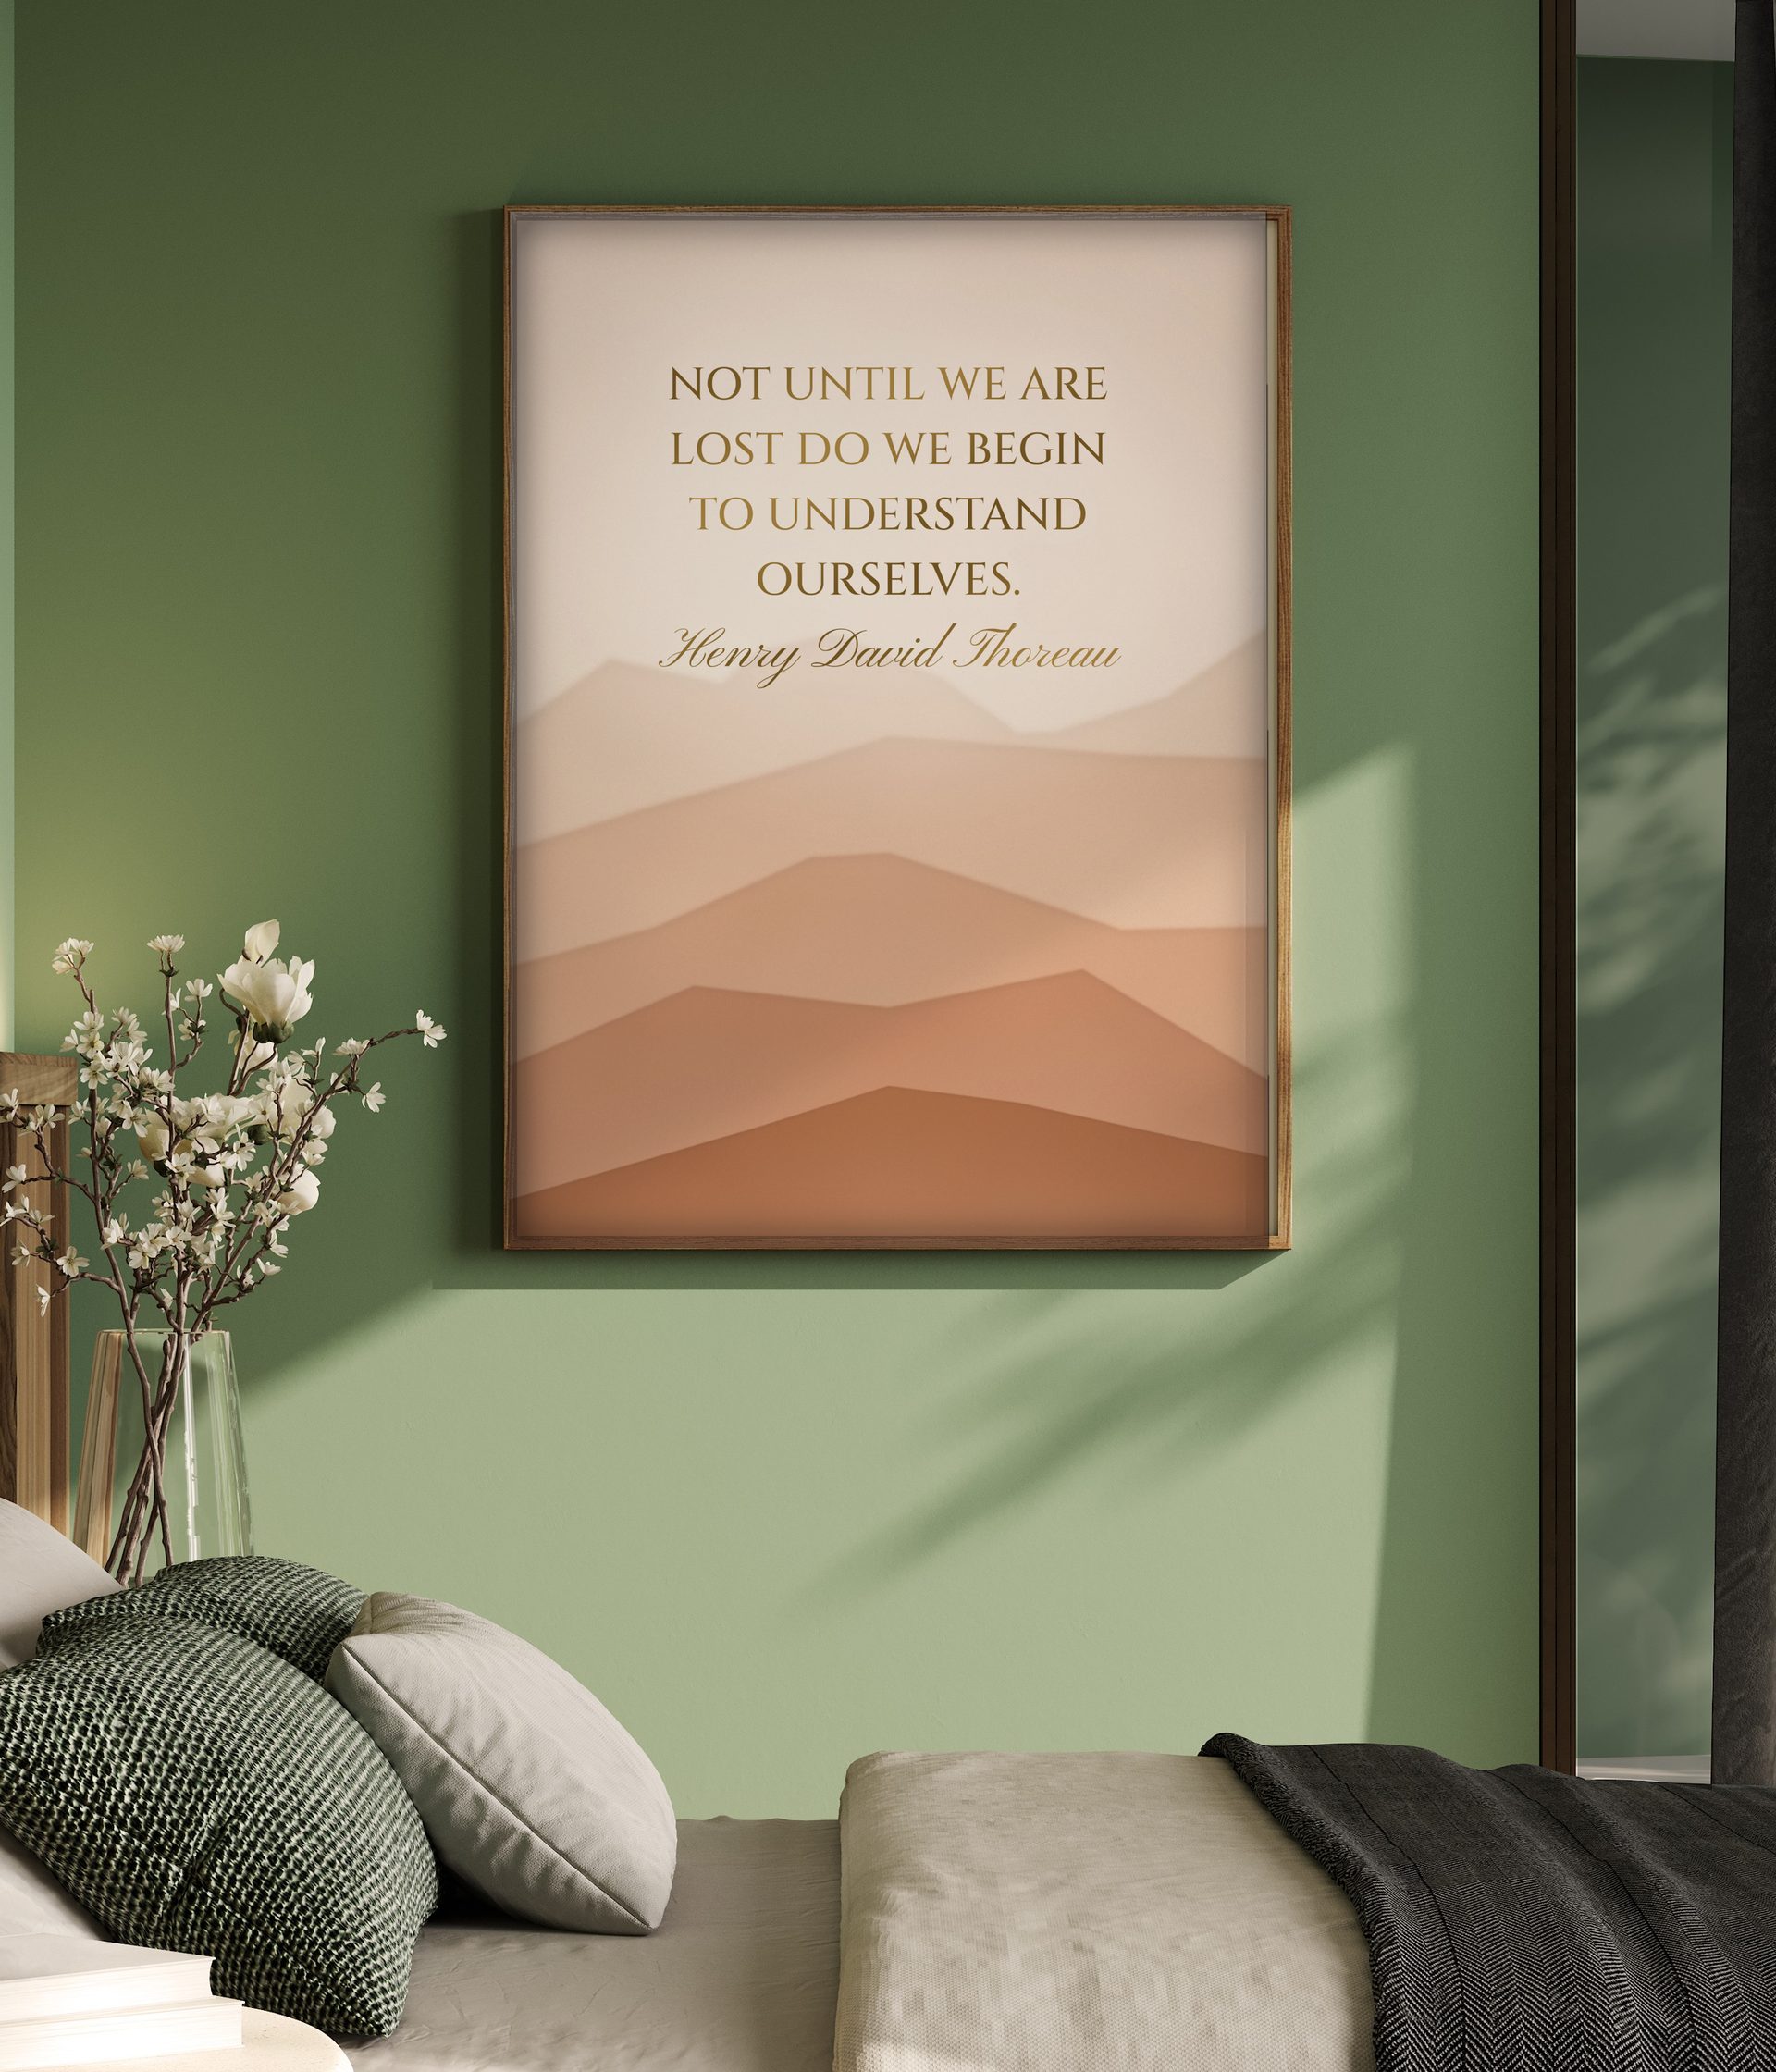 NOT UNTIL WE ARE
LOST DO WE BEGIN
TO UNDERSTAND
OURSELVES.
Henry David Thoreau